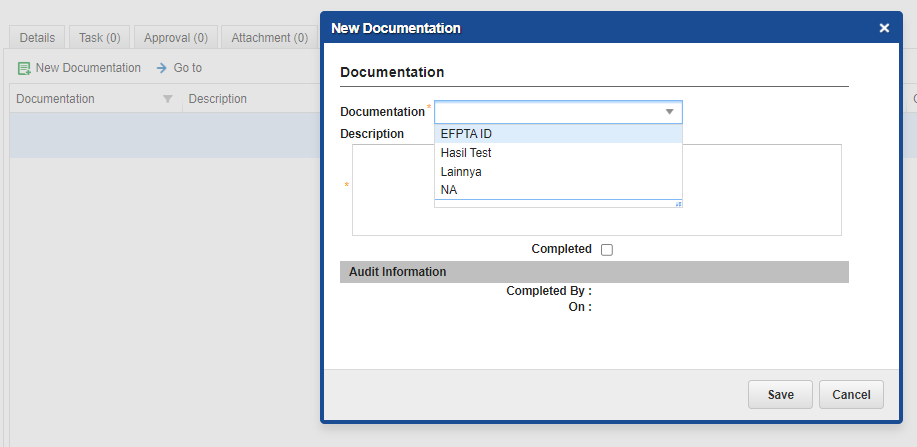 Details
Task (0)
Approval (0)
Attachment (0)
New Documentation
Go to
Documentation
Description
New Documentation
Documentation
Documentation *
EFPTA ID
Hasil Test
Lainnya
NA
Description
*
Completed
Audit Information
Completed By :
On :
Save
Cancel